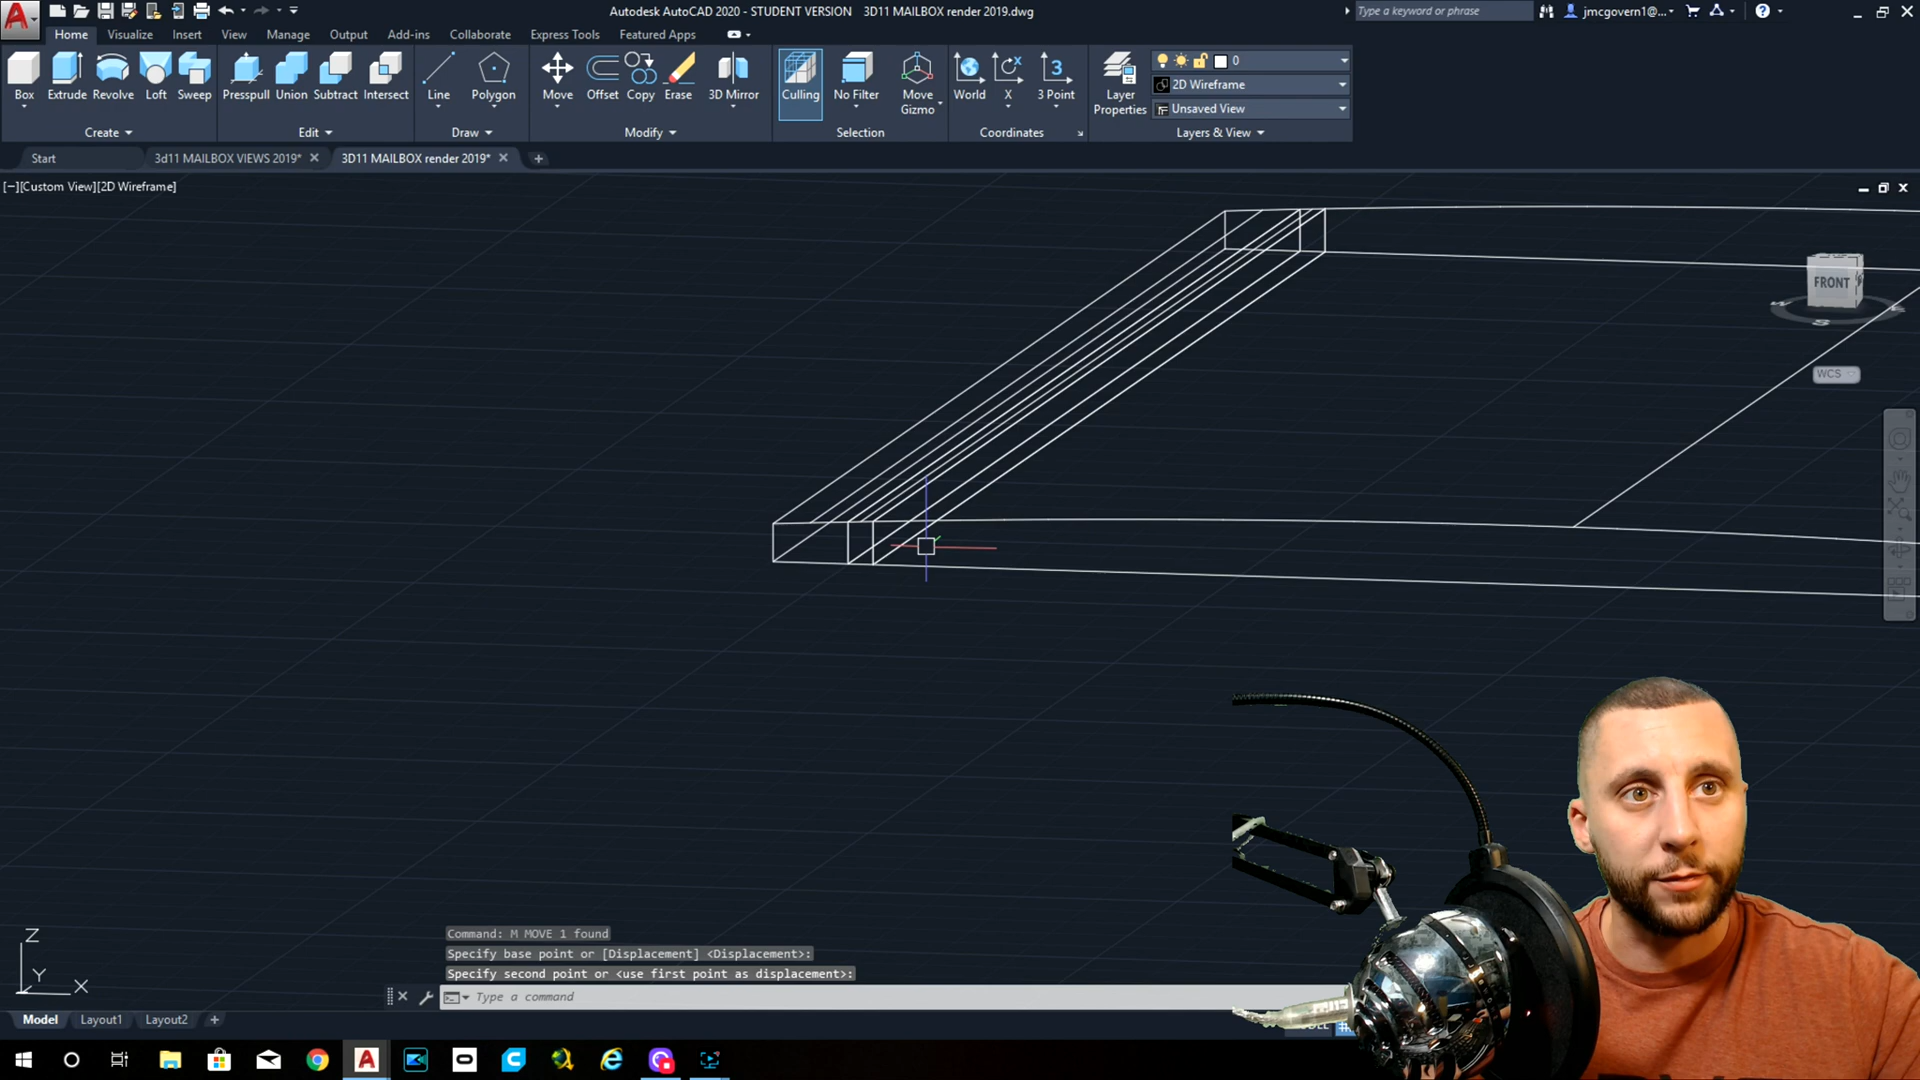 Autodesk AutoCAD 2020 - STUDENT VERSION 3D11 MAILBOX render 2019.dwg
Type a keyword or phrase
jmcgovern1@...
Home Visualize Insert View Manage Output Add-ins Collaborate Express Tools Featured Apps
Box Extrude Revolve Loft Sweep Presspull Union Subtract Intersect Line Polygon Move Offset Copy Erase 3D Mirror Culling No Filter Move Gizmo World X 3 Point Layer Properties
0
2D Wireframe
Unsaved View
Create Edit Draw Modify Selection Coordinates Layers & View
Start 3d11 MAILBOX VIEWS 2019* 3D11 MAILBOX render 2019*
[−][Custom View][2D Wireframe]
FRONT
S
WCS
Command: M MOVE 1 found
Specify base point or [Displacement] <Displacement>:
Specify second point or <use first point as displacement>:
Type a command
Z
Y
X
Model Layout1 Layout2